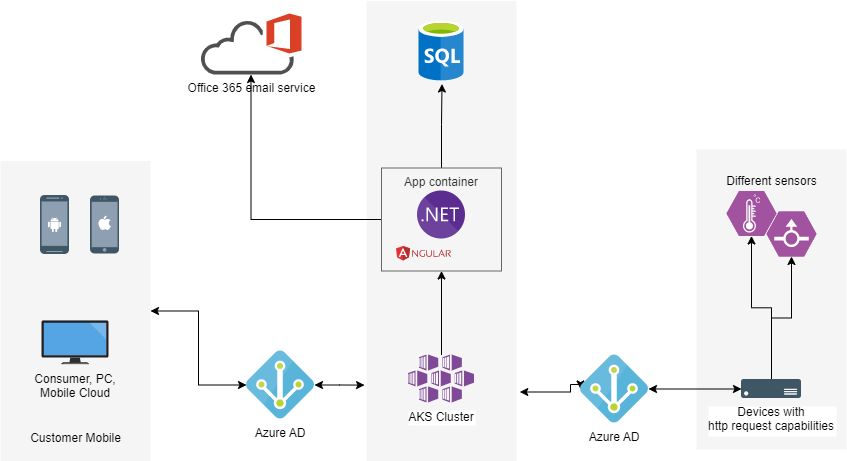 Office 365 email service
SQL
App container
.NET
ANGULAR
AKS Cluster
Consumer, PC,
Mobile Cloud
Customer Mobile
Azure AD
Azure AD
Different sensors
°C
Devices with
http request capabilities